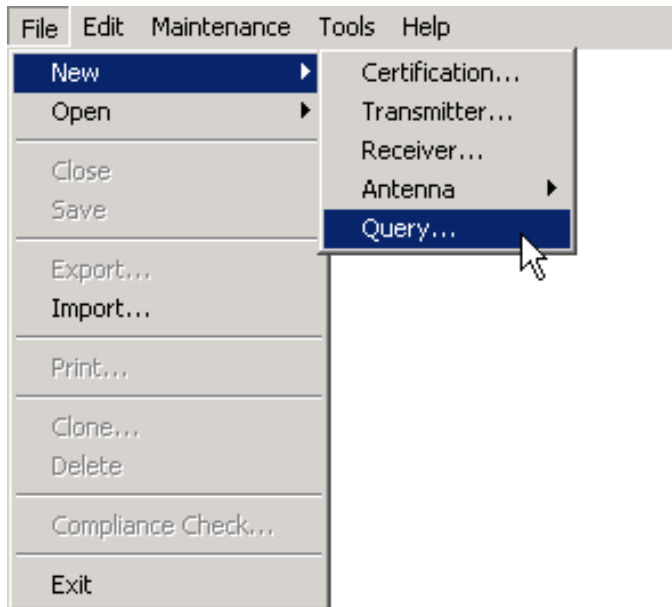 File Edit Maintenance Tools Help
New
Open
Close
Save
Export...
Import...
Print...
Clone...
Delete
Compliance Check...
Exit
Certification...
Transmitter...
Receiver...
Antenna
Query...